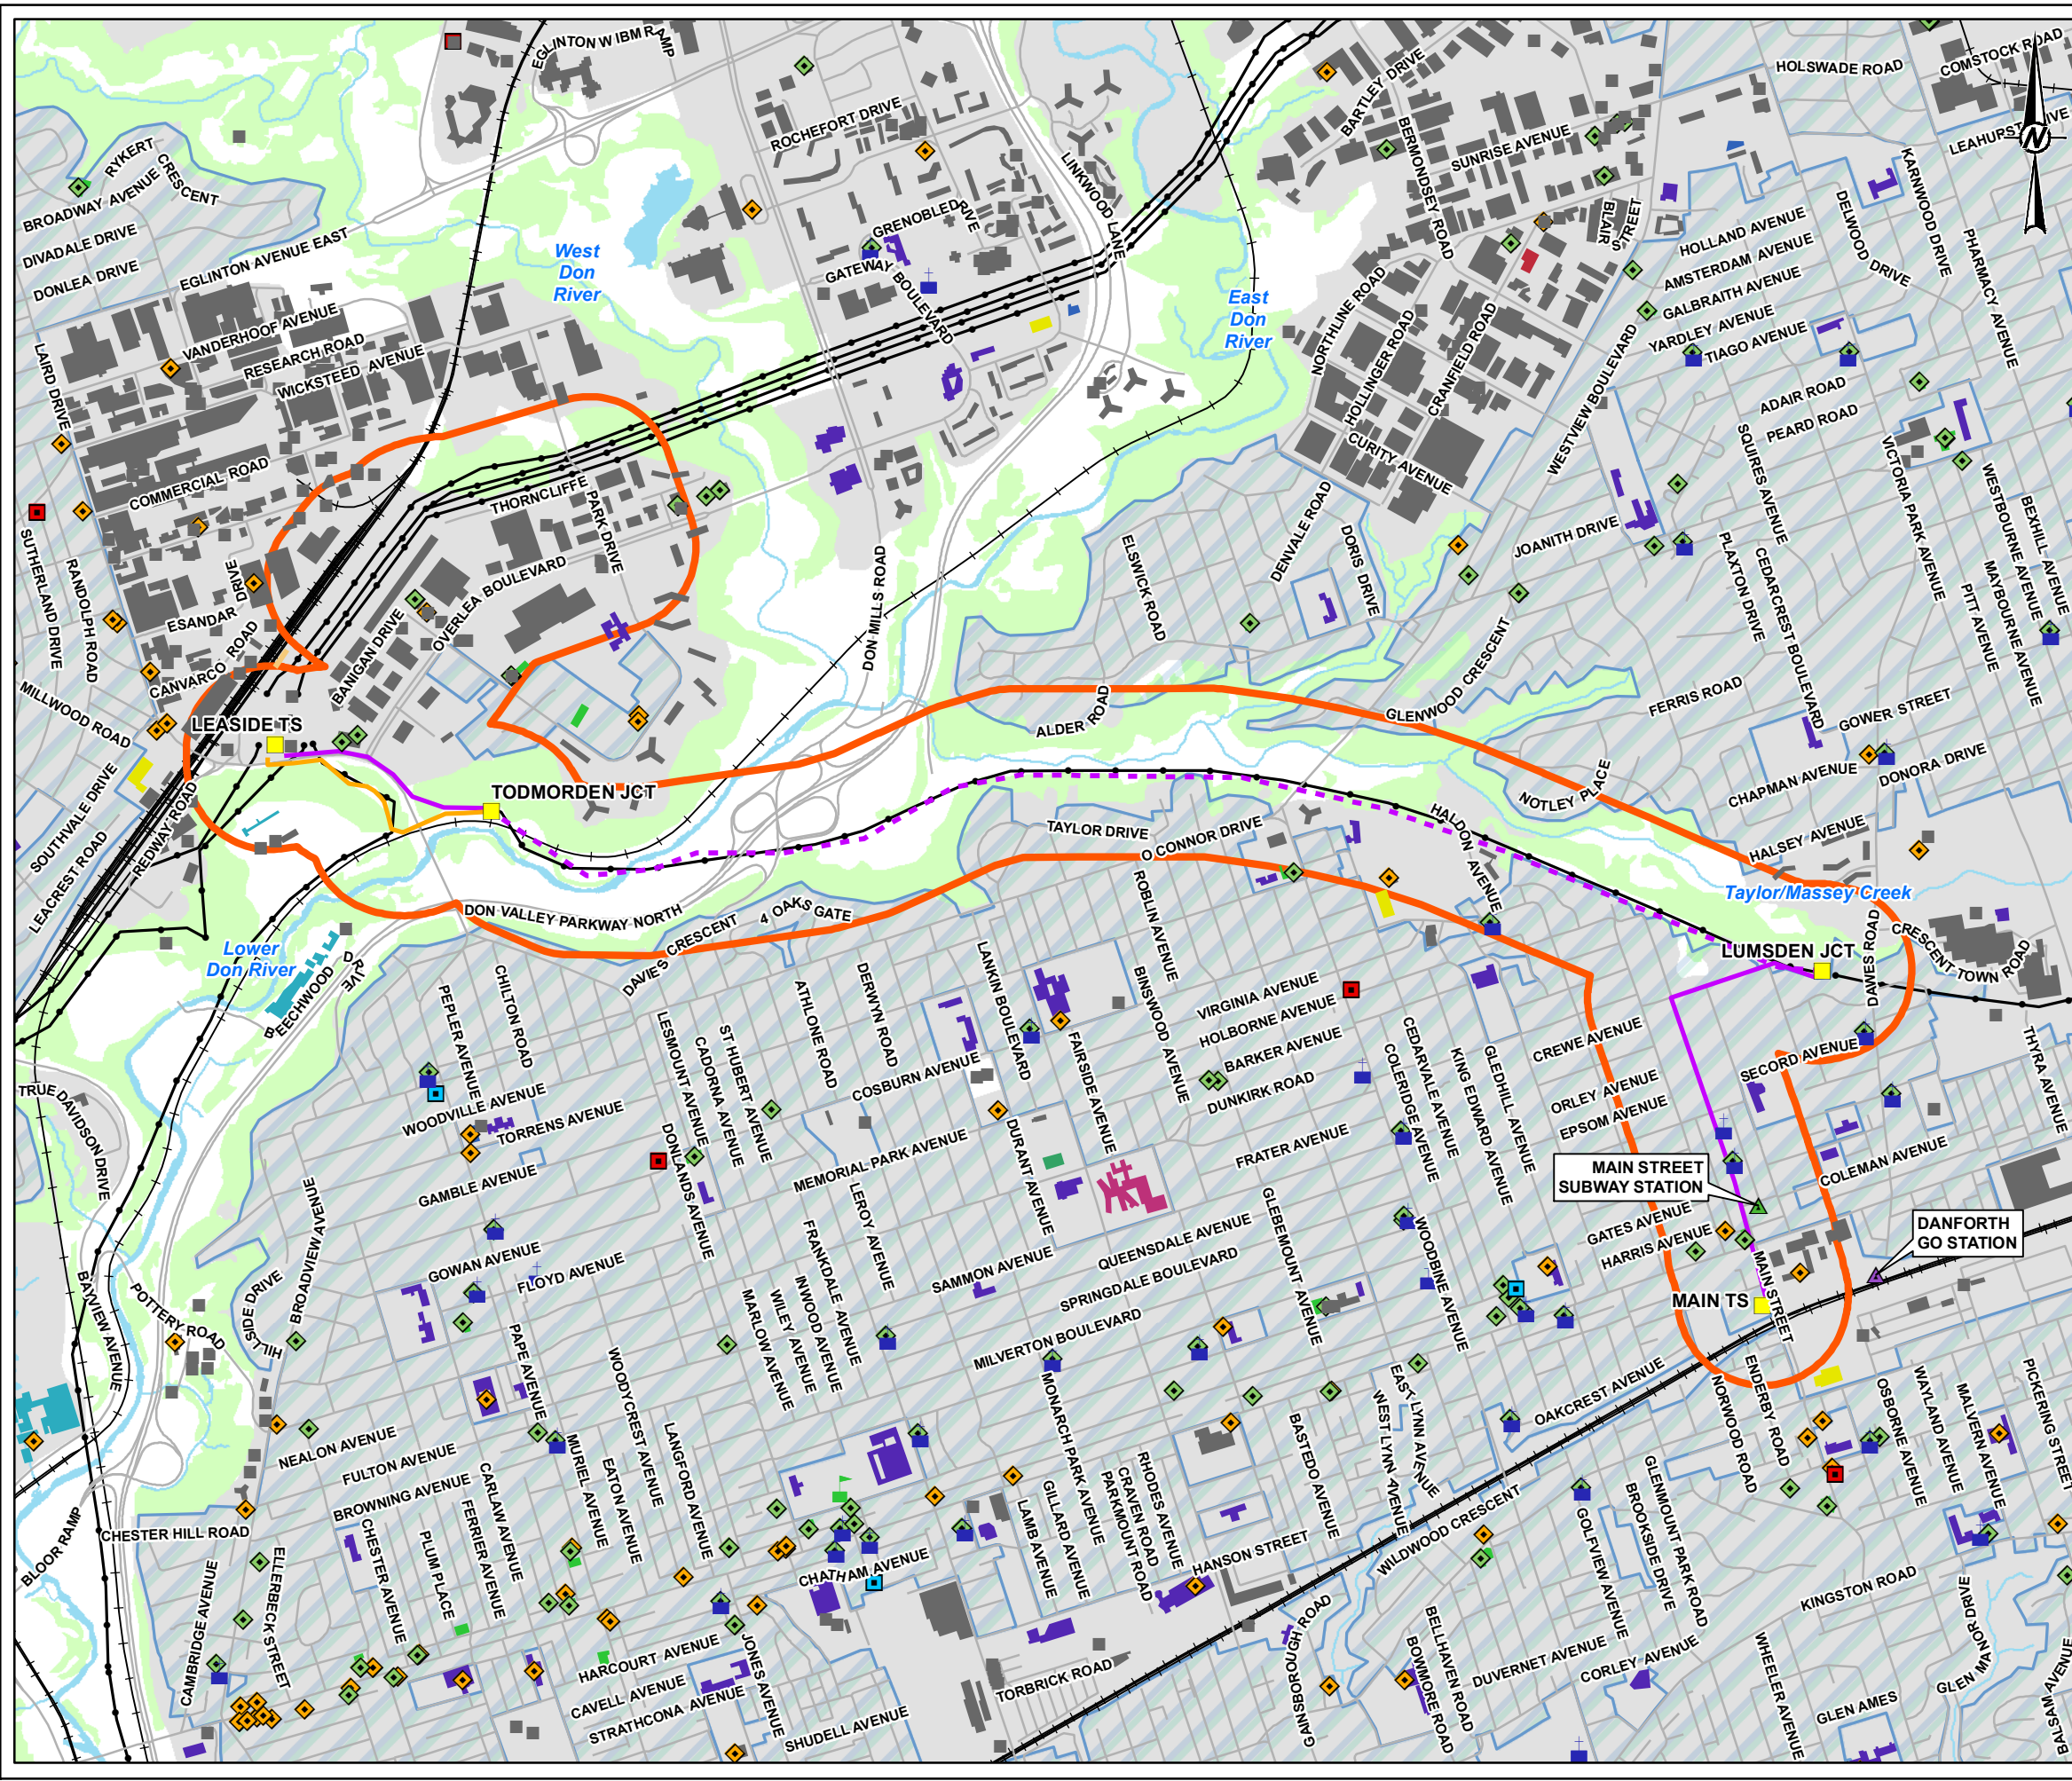 EGLINTON W IBM RAMP
HOLSWADE ROAD
COMSTOCK ROAD
BARTLEY DRIVE
ROCHEFORT DRIVE
BERMONDSEY ROAD
SUNRISE AVENUE
LEAHURST DRIVE
N
RYKERT
CRESCENT
BROADWAY AVENUE
LINKWOOD LANE
KARNWOOD DRIVE
DELWOOD DRIVE
PHARMACY AVENUE
DIVADALE DRIVE
DONLEA DRIVE
EGLINTON AVENUE EAST
West
Don
River
GRENOBLE DRIVE
GATEWAY BOULEVARD
BLAIR STREET
HOLLAND AVENUE
AMSTERDAM AVENUE
GALBRAITH AVENUE
YARDLEY AVENUE
TIAGO AVENUE
East
Don
River
NORTHLINE ROAD
HOLLINGER ROAD
CRANFIELD ROAD
CURITY AVENUE
WESTVIEW BOULEVARD
VANDERHOOF AVENUE
RESEARCH ROAD
WICKSTEED AVENUE
LAIRD DRIVE
COMMERCIAL ROAD
ADAIR ROAD
PEARD ROAD
SQUIRES AVENUE
VICTORIA PARK AVENUE
WESTBOURNE AVENUE
BEXHILL AVENUE
THORNCLIFFE
PARK DRIVE
SUTHERLAND DRIVE
RANDOLPH ROAD
ESANDAR
DRIVE
OVERLEA BOULEVARD
BANIGAN DRIVE
CANVARCO ROAD
MILLWOOD ROAD
DON MILLS ROAD
ELSWICK ROAD
DENVALE ROAD
DORIS DRIVE
JOANITH DRIVE
PLAXTON DRIVE
CEDARCREST BOULEVARD
PITT AVENUE
MAYBOURNE AVENUE
GLENWOOD CRESCENT
FERRIS ROAD
GOWER STREET
ALDER ROAD
LEASIDE TS
TODMORDEN JCT
SOUTHVALE DRIVE
LEACREST ROAD
REDWAY ROAD
CHAPMAN AVENUE
DONORA DRIVE
NOTLEY PLACE
HALSEY AVENUE
TAYLOR DRIVE
O CONNOR DRIVE
HALDON AVENUE
Taylor/Massey Creek
LUMSDEN JCT
DAWES ROAD
CRESCENT TOWN ROAD
DON VALLEY PARKWAY NORTH
DAVIES CRESCENT
4 OAKS GATE
ROBLIN AVENUE
Lower
Don River
BEECHWOOD DRIVE
PEPLER AVENUE
CHILTON ROAD
LESMOUNT AVENUE
CADORNA AVENUE
ST HUBERT AVENUE
ATHLONE ROAD
DERWYN ROAD
LANKIN BOULEVARD
BINSWOOD AVENUE
VIRGINIA AVENUE
HOLBORNE AVENUE
BARKER AVENUE
DUNKIRK ROAD
COSBURN AVENUE
FAIRSIDE AVENUE
CEDARVALE AVENUE
COLERIDGE AVENUE
KING EDWARD AVENUE
GLEDHILL AVENUE
CREWE AVENUE
SECORD AVENUE
THYRA AVENUE
TRUE DAVIDSON DRIVE
WOODVILLE AVENUE
TORRENS AVENUE
DONLANDS AVENUE
DURANT AVENUE
MEMORIAL PARK AVENUE
FRATER AVENUE
ORLEY AVENUE
EPSOM AVENUE
COLEMAN AVENUE
MAIN STREET
SUBWAY STATION
GAMBLE AVENUE
LEROY AVENUE
GATES AVENUE
HARRIS AVENUE
DANFORTH
GO STATION
MAIN STREET
MAIN TS
BROADVIEW AVENUE
HILLSIDE DRIVE
BAYVIEW AVENUE
POTTERY ROAD
GOWAN AVENUE
FLOYD AVENUE
PAPE AVENUE
FRANKDALE AVENUE
INWOOD AVENUE
WILEY AVENUE
MARLOW AVENUE
SAMMON AVENUE
QUEENSDALE AVENUE
SPRINGDALE BOULEVARD
MILVERTON BOULEVARD
GLEBEMOUNT AVENUE
WOODBINE AVENUE
WOODYCREST AVENUE
MONARCH PARK AVENUE
EAST LYNN AVENUE
WEST LYNN AVENUE
OAKCREST AVENUE
NORWOOD ROAD
ENDERBY ROAD
OSBORNE AVENUE
WAYLAND AVENUE
MALVERN AVENUE
PICKERING STREET
NEALON AVENUE
FULTON AVENUE
BROWNING AVENUE
MURIEL AVENUE
EATON AVENUE
LANGFORD AVENUE
CARLAW AVENUE
FERRIER AVENUE
PLUM PLACE
CHESTER AVENUE
LAMB AVENUE
GILLARD AVENUE
PARKMOUNT ROAD
CRAVEN ROAD
RHODES AVENUE
BASTEDO AVENUE
HANSON STREET
WILDWOOD CRESCENT
GOLFVIEW AVENUE
BROOKSIDE DRIVE
GLENMOUNT PARK ROAD
CHESTER HILL ROAD
BLOOR RAMP
CAMBRIDGE AVENUE
ELLERBECK STREET
CHATHAM AVENUE
KINGSTON ROAD
GLEN MANOR DRIVE
HARCOURT AVENUE
CAVELL AVENUE
STRATHCONA AVENUE
JONES AVENUE
SHUDELL AVENUE
TORBRICK ROAD
GAINSBOROUGH ROAD
BOWMORE ROAD
BELLHAVEN ROAD
DUVERNET AVENUE
CORLEY AVENUE
WHEELER AVENUE
GLEN AMES
BALSAM AVENUE